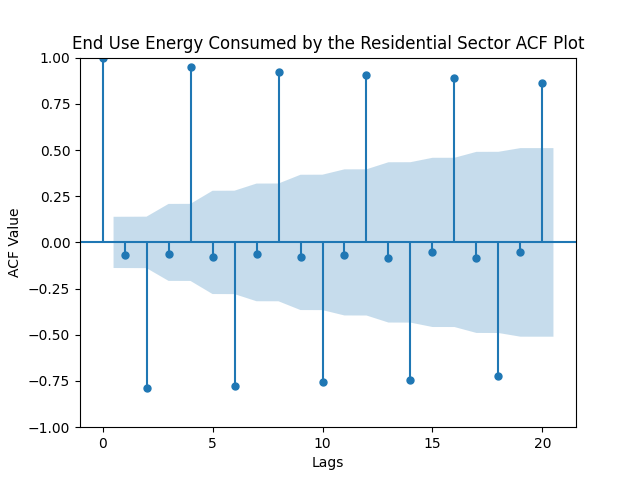 End Use Energy Consumed by the Residential Sector ACF Plot
1.00
0.75
0.50
0.25
0.00
−0.25
−0.50
−0.75
−1.00
ACF Value
0 5 10 15 20
Lags